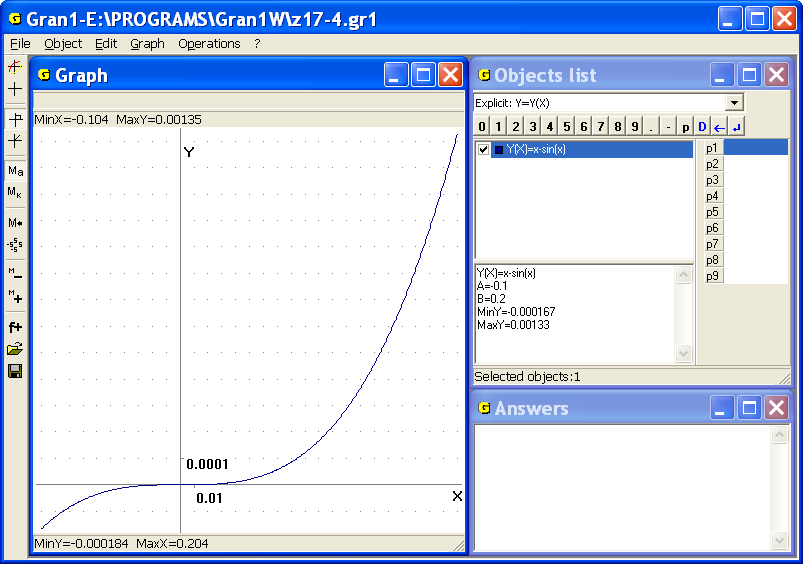 Gran1-E:\PROGRAMS\Gran1W\z17-4.gr1
File Object Edit Graph Operations ?
Graph
MinX=-0.104 MaxY=0.00135
Y
0.0001
0.01
X
MinY=-0.000184 MaxX=0.204
Ma
Mк
M
M
M
f+
Objects list
Explicit: Y=Y(X)
0 1 2 3 4 5 6 7 8 9 . - p D
Y(X)=x-sin(x)
p1
p2
p3
p4
p5
p6
p7
p8
p9
Y(X)=x-sin(x)
A=-0.1
B=0.2
MinY=-0.000167
MaxY=0.00133
Selected objects:1
Answers